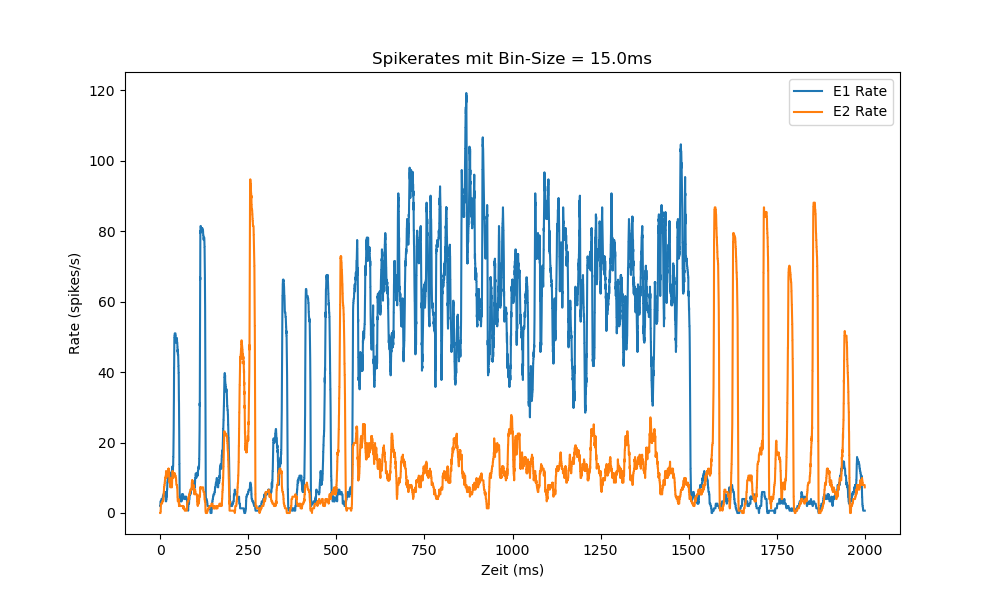 Spikerates mit Bin-Size = 15.0ms
E1 Rate
E2 Rate
Rate (spikes/s)
120
100
80
60
40
20
0
0 250 500 750 1000 1250 1500 1750 2000
Zeit (ms)